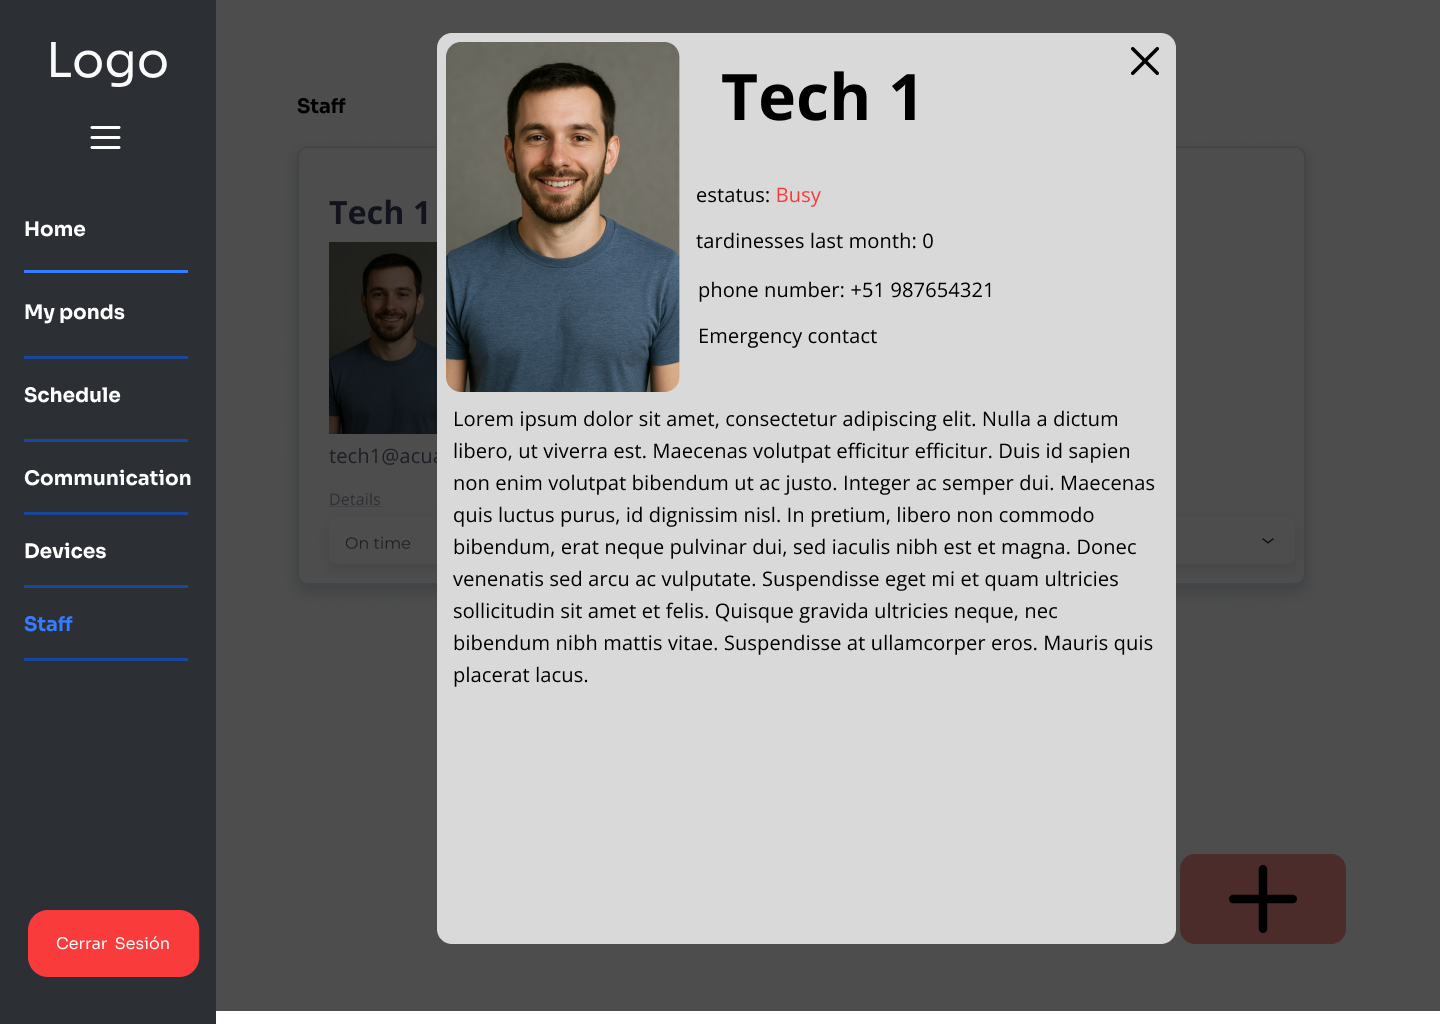 Logo
Home
My ponds
Schedule
Communication
Devices
Staff
Cerrar Sesión
Staff
Tech 1
Details
On time
Tech 1
estatus: Busy
tardinesses last month: 0
phone number: +51 987654321
Emergency contact
Lorem ipsum dolor sit amet, consectetur adipiscing elit. Nulla a dictum
libero, ut viverra est. Maecenas volutpat efficitur efficitur. Duis id sapien
non enim volutpat bibendum ut ac justo. Integer ac semper dui. Maecenas
quis luctus purus, id dignissim nisl. In pretium, libero non commodo
bibendum, erat neque pulvinar dui, sed iaculis nibh est et magna. Donec
venenatis sed arcu ac vulputate. Suspendisse eget mi et quam ultricies
sollicitudin sit amet et felis. Quisque gravida ultricies neque, nec
bibendum nibh mattis vitae. Suspendisse at ullamcorper eros. Mauris quis
placerat lacus.